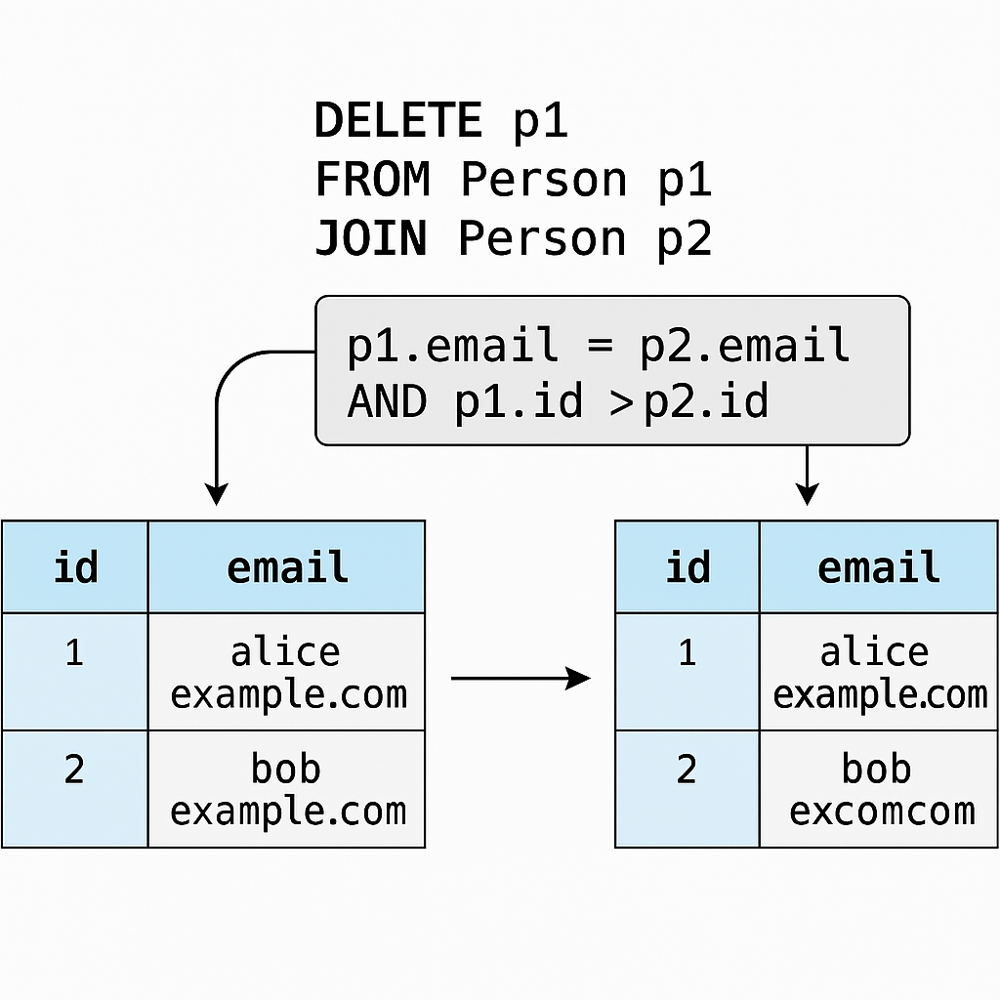 DELETE p1
FROM Person p1
JOIN Person p2
p1.email = p2.email
AND p1.id >p2.id
id email
1 alice
example.com
2 bob
example.com
id email
1 alice
example.com
2 bob
excomcom